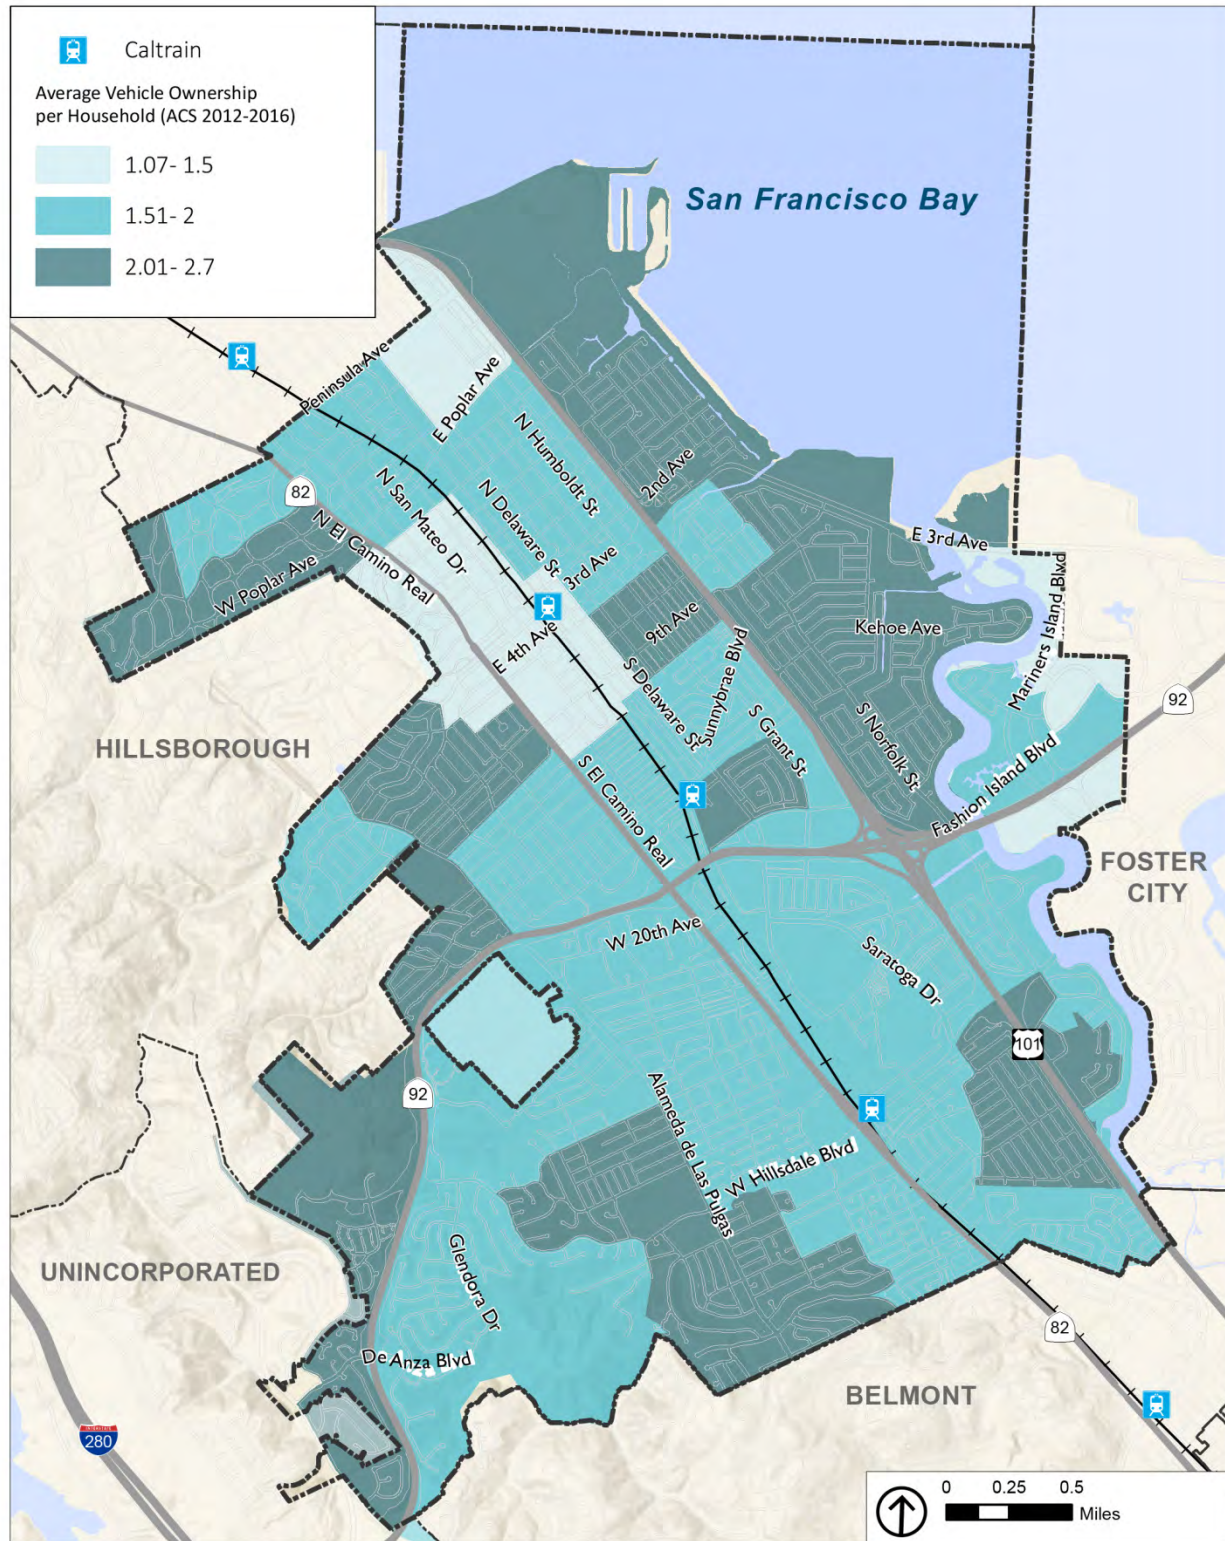 Caltrain
Average Vehicle Ownership
per Household (ACS 2012-2016)
1.07- 1.5
1.51- 2
2.01- 2.7
San Francisco Bay
Peninsula Ave
E Poplar Ave
N Humboldt St
2nd Ave
82
N San Mateo Dr
N Delaware St
N El Camino Real
W Poplar Ave
3rd Ave
E 3rd Ave
Mariners Island Blvd
9th Ave
Kehoe Ave
E 4th Ave
S Delaware St
Sunnybrae Blvd
S Grant St
S Norfolk St
92
HILLSBOROUGH
S El Camino Real
Fashion Island Blvd
FOSTER
CITY
W 20th Ave
Saratoga Dr
101
92
Alameda de Las Pulgas
W Hillsdale Blvd
UNINCORPORATED
Glendora Dr
82
De Anza Blvd
BELMONT
INTERSTATE
280
0 0.25 0.5
Miles